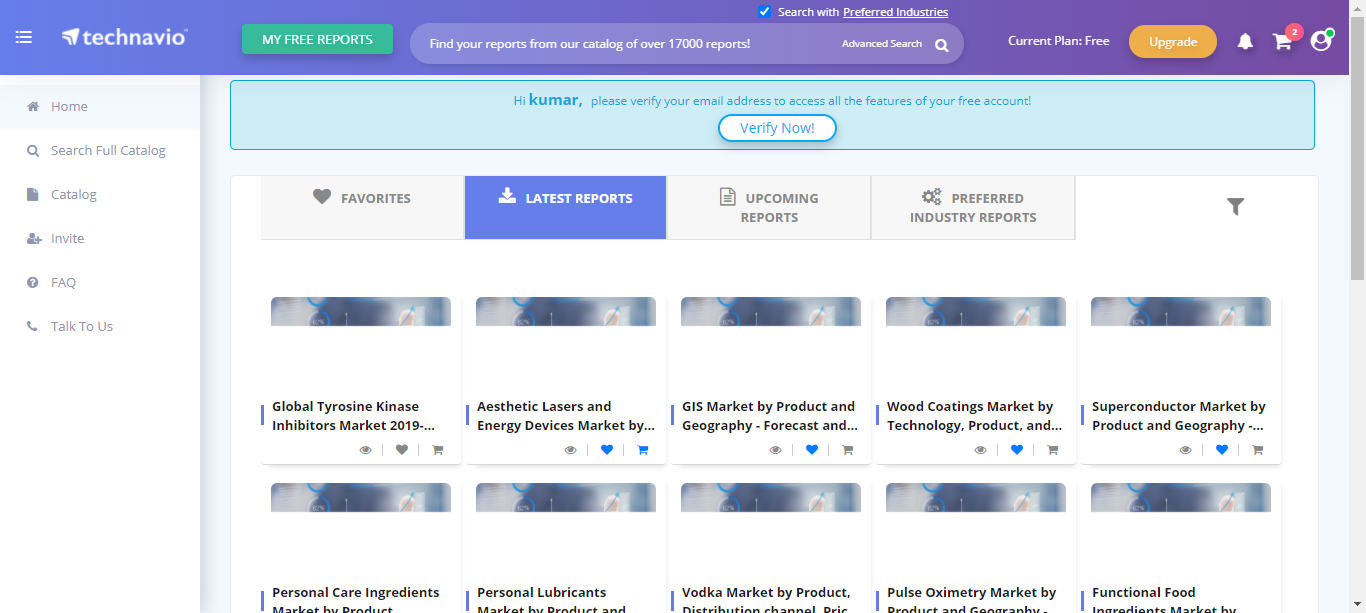 Search with Preferred Industries
technavio
MY FREE REPORTS
Find your reports from our catalog of over 17000 reports!
Advanced Search
Current Plan: Free
Upgrade
2
Home
Search Full Catalog
Catalog
Invite
FAQ
Talk To Us
Hi kumar, please verify your email address to access all the features of your free account!
Verify Now!
FAVORITES
LATEST REPORTS
UPCOMING
REPORTS
PREFERRED
INDUSTRY REPORTS
Global Tyrosine Kinase
Inhibitors Market 2019-...
Aesthetic Lasers and
Energy Devices Market by...
GIS Market by Product and
Geography - Forecast and...
Wood Coatings Market by
Technology, Product, and...
Superconductor Market by
Product and Geography -...
Personal Care Ingredients
Market by Product
Personal Lubricants
Market by Product and
Vodka Market by Product,
Distribution channel, Pric
Pulse Oximetry Market by
Product and Geography -
Functional Food
Ingredients Market by